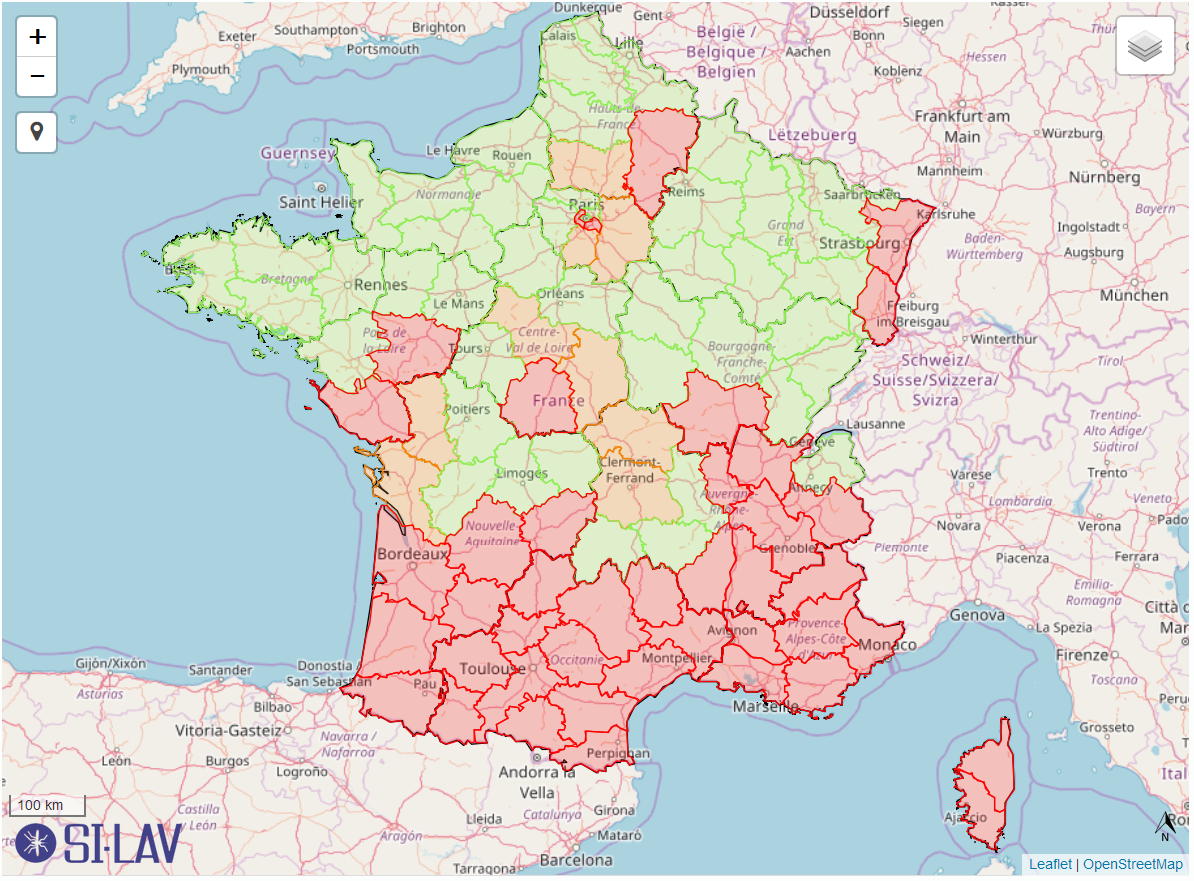 +
−
Exeter
Southampton
Portsmouth
Brighton
Plymouth
Dunkerque
Calais
Gent
Lille
België /
Belgique /
Belgien
Düsseldorf
Siegen
Bonn
Aachen
Koblenz
Hessen
Thür
Frankfurt am
Main
Würzburg
Lëtzebuerg
Mannheim
Nürnberg
Bayern
Saarbrücken
Karlsruhe
Ingolstadt
Baden-
Württemberg
Augsburg
Strasbourg
München
Freiburg
im Breisgau
Winterthur
Guernsey
Saint Helier
Le Havre
Rouen
Hauts-de-
France
Normandie
Paris
Reims
Grand
Est
Bretagne
Rennes
Le Mans
Orléans
Pays de
la Loire
Tours
Centre-
Val de Loire
Bourgogne-
Franche-
Comté
Schweiz/
Suisse/Svizzera/
Svizra
Tirol
France
Poitiers
Lausanne
Genève
Trentino-
Alto Adige/
Südtirol
Trento
Limoges
Clermont-
Ferrand
Annecy
Auvergne-
Rhône-
Alpes
Varese
Lombardia
Veneto
Novara
Verona
Pado
Nouvelle-
Aquitaine
Bordeaux
Grenoble
Piemonte
Piacenza
Ferrara
Emilia-
Romagna
Città d
Mar
Avignon
Provence-
Alpes-Côte
d'Azur
Monaco
Genova
La Spezia
Firenze
Toscana
Perug
Grosseto
Ital
Toulouse
Occitanie
Montpellier
Marseille
Pau
Perpignan
Gijón/Xixón
Santander
Donostia /
San Sebastián
Asturias
Bilbao
Vitoria-Gasteiz
León
Burgos
Navarra /
Nafarroa
Logroño
Andorra la
Vella
Girona
Lleida
Catalunya
Mataró
Barcelona
Tarragona
Aragón
Castilla
y León
Ajaccio
Ro
100 km
SI-LAV
N
Leaflet | OpenStreetMap